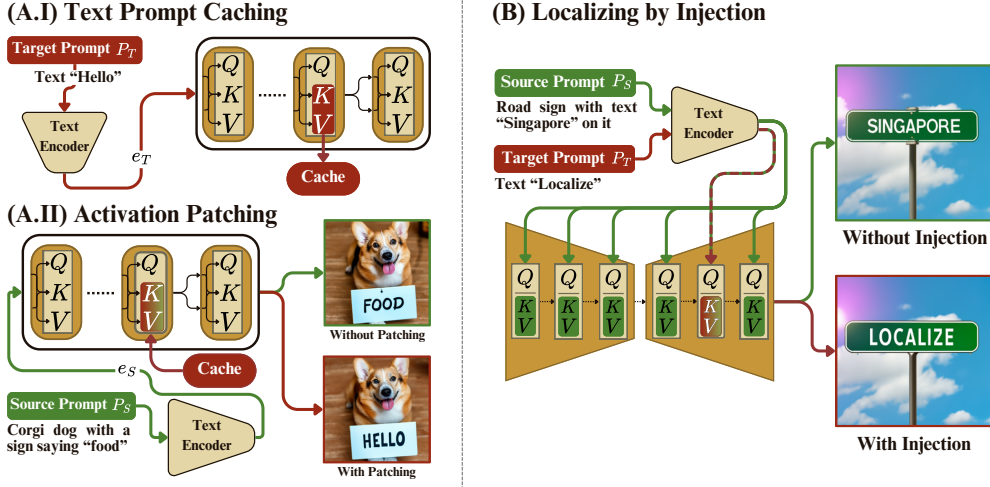 (A.I) Text Prompt Caching
Target Prompt P_T
Text “Hello”
Text
Encoder
e_T
Q
K
V
......
Q
K
V
Q
K
V
Cache
(A.II) Activation Patching
Q
K
V
......
Q
K
V
Q
K
V
Cache
e_S
Source Prompt P_S
Corgi dog with a
sign saying “food”
Text
Encoder
FOOD
Without Patching
HELLO
With Patching
(B) Localizing by Injection
Source Prompt P_S
Road sign with text
“Singapore” on it
Target Prompt P_T
Text “Localize”
Text
Encoder
Q
K
V
Q
K
V
Q
K
V
Q
K
V
Q
K
V
Q
K
V
SINGAPORE
Without Injection
LOCALIZE
With Injection